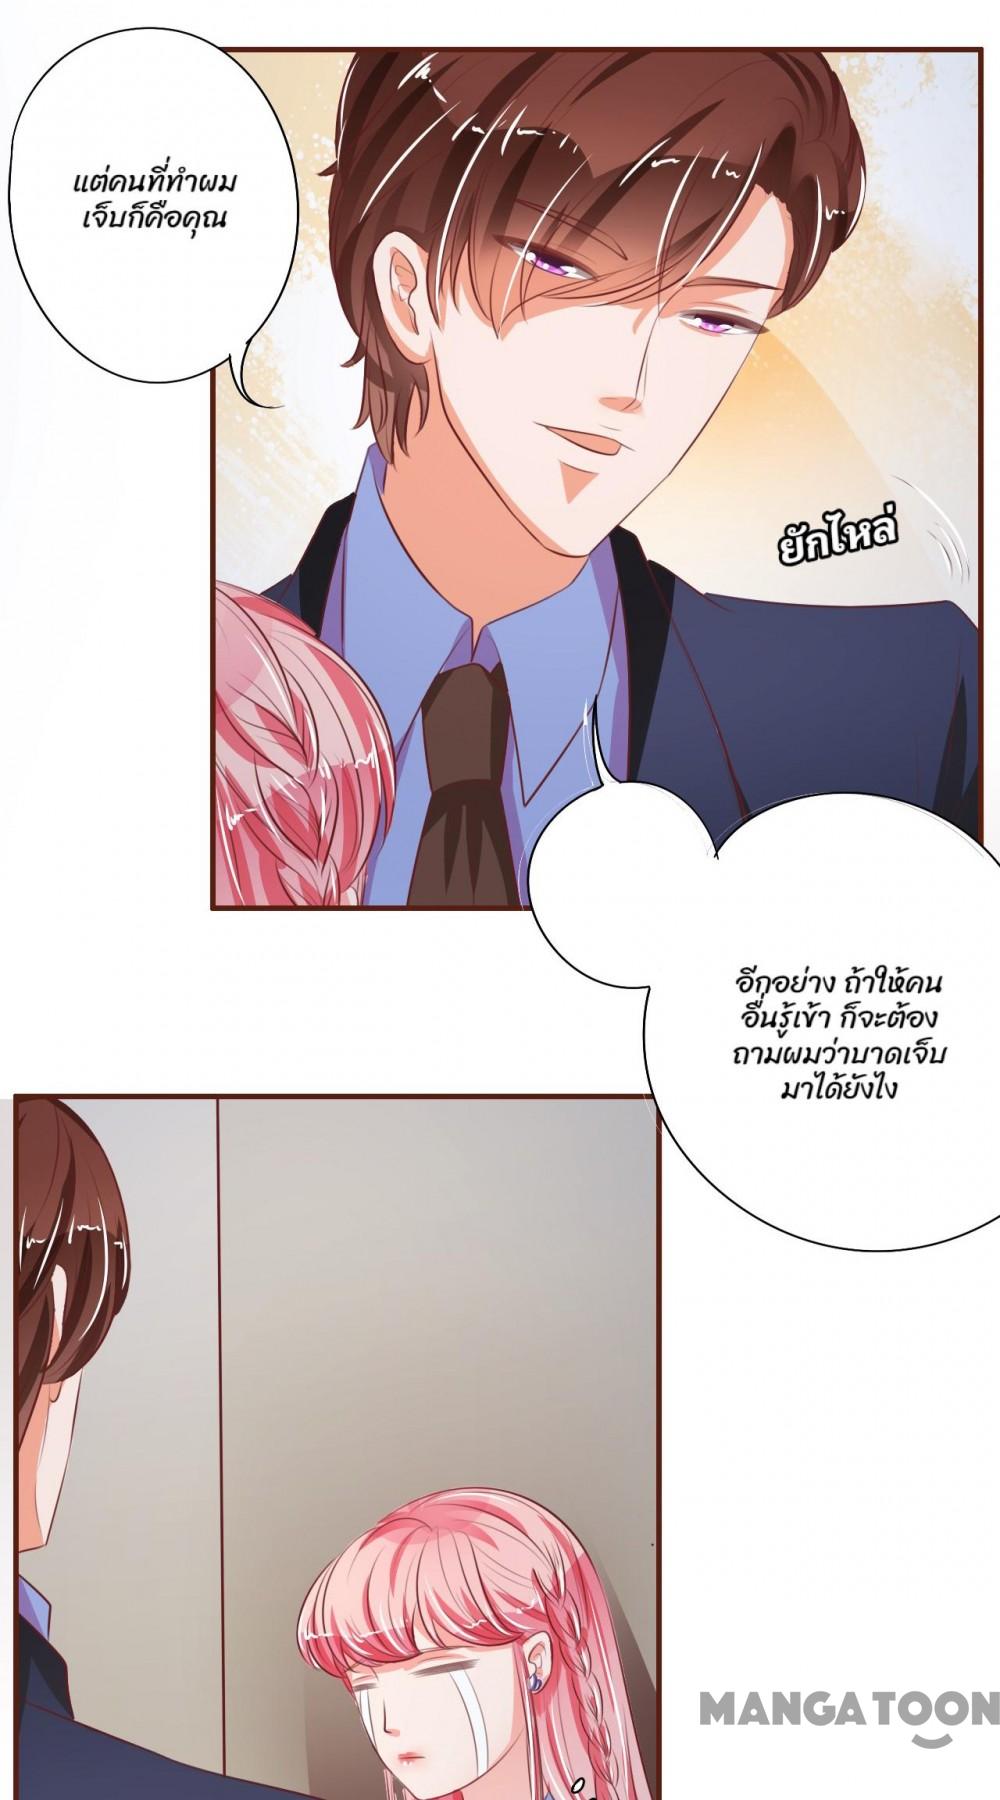 แต่คนที่ทำผม
เจ็บก็คือคุณ
ยักไหล่
อีกอย่าง ถ้าให้คน
อื่นรู้เข้า ก็จะต้อง
ถามผมว่าบาดเจ็บ
มาได้ยังไง
MANGATOON